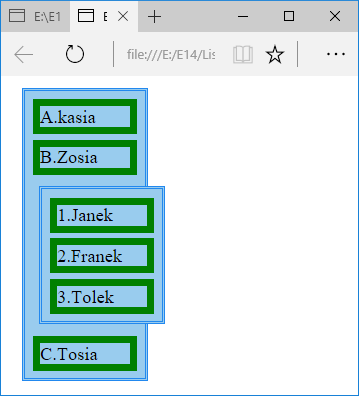 E:\E1
E:
file:///E:/E14/Lis
A.kasia
B.Zosia
1.Janek
2.Franek
3.Tolek
C.Tosia